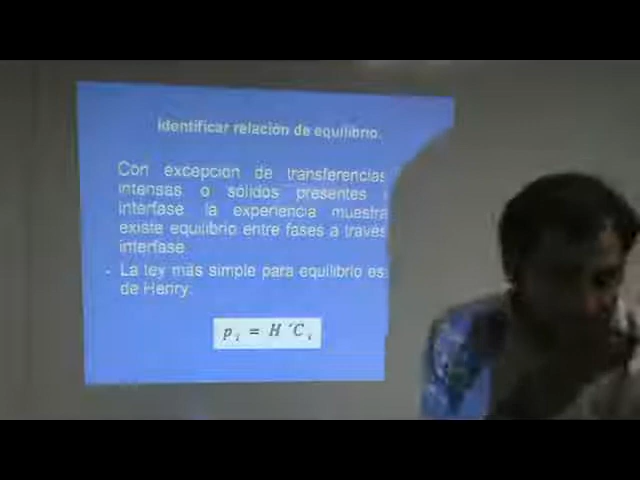 Identificar relación de equilibrio.
Con excepción de transferencias
intensas o sólidos presentes
interfase, la experiencia muestra
existe equilibrio entre fases a través
interfase.
- La ley más simple para equilibrio es
de Henry.
p i = H ´C i